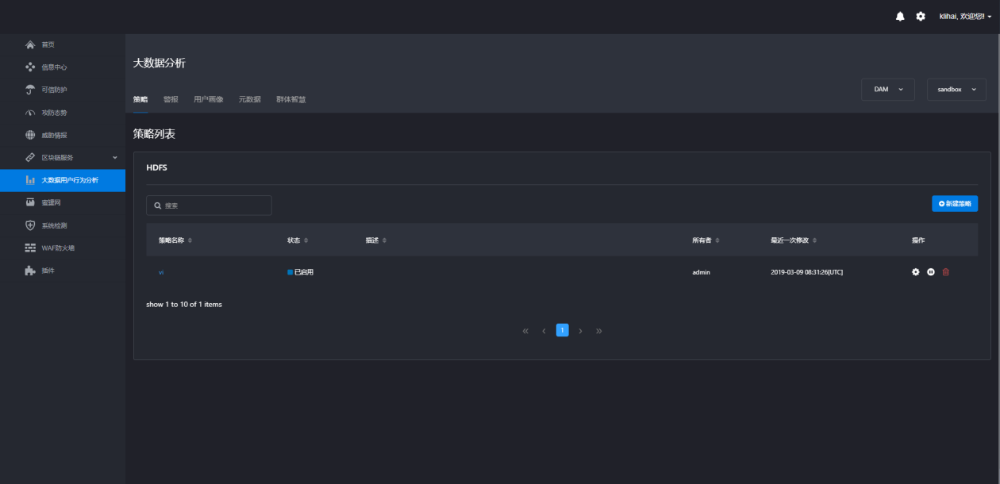 klihai, 欢迎您!
首页
信息中心
可信防护
攻防态势
威胁情报
区块链服务
大数据用户行为分析
蜜罐网
系统检测
WAF防火墙
插件
大数据分析
策略 警报 用户画像 元数据 群体智慧
DAM sandbox
策略列表
HDFS
搜索
新建策略
策略名称 状态 描述 所有者 最近一次修改 操作
vi 已启用 admin 2019-03-09 08:31:26[UTC]
show 1 to 10 of 1 items
« ‹ 1 › »